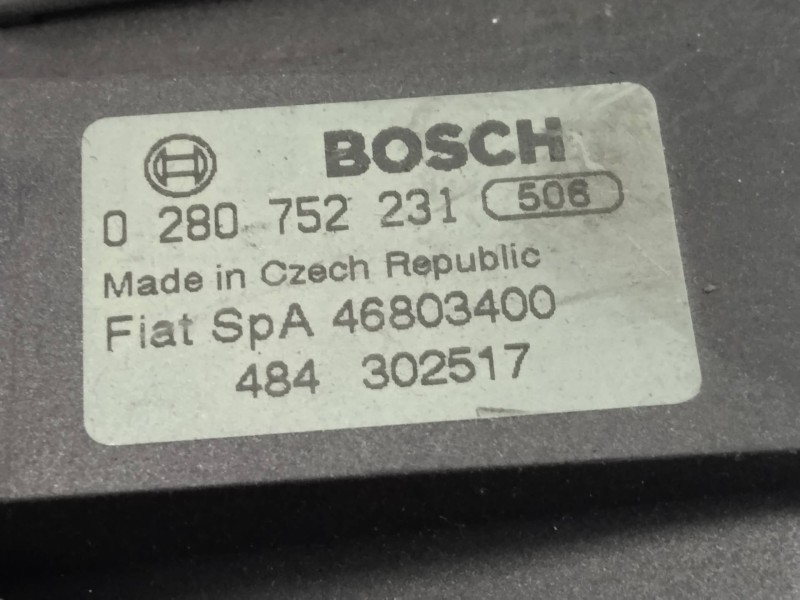 BOSCH
0 280 752 231 506
Made in Czech Republic
Fiat SpA 46803400
484 302517